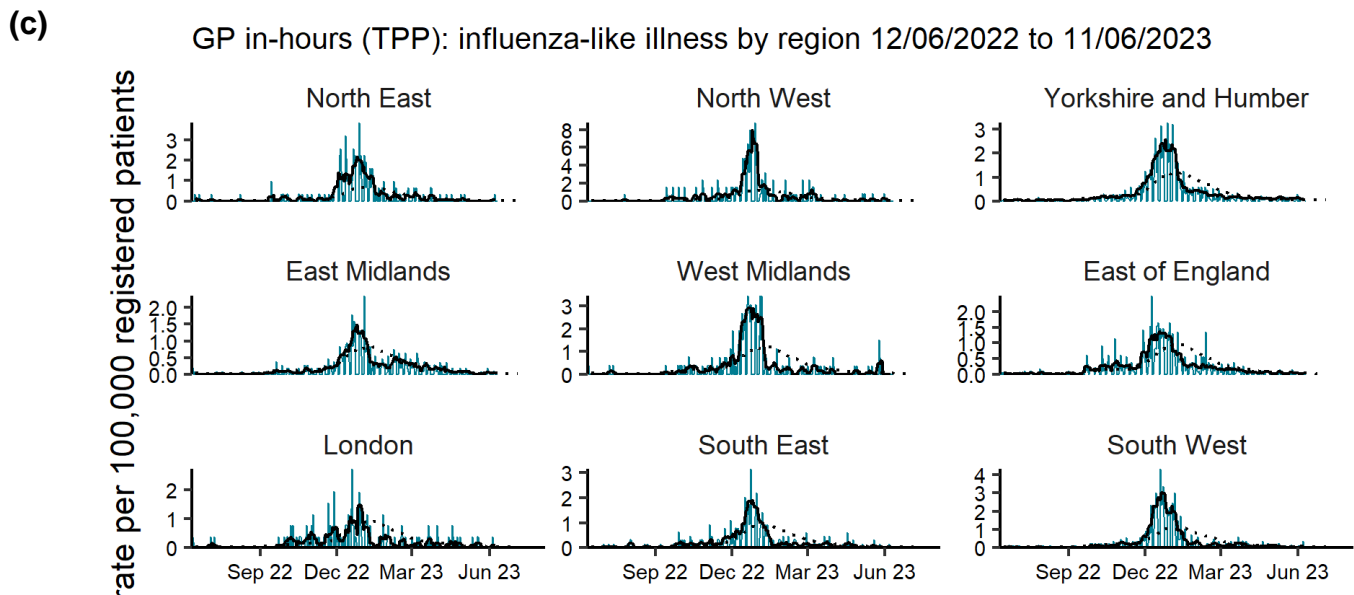 (c)
GP in-hours (TPP): influenza-like illness by region 12/06/2022 to 11/06/2023
rate per 100,000 registered patients
North East
3
2
1
0
North West
8
6
4
2
0
Yorkshire and Humber
3
2
1
0
East Midlands
2.0
1.5
1.0
0.5
0.0
West Midlands
3
2
1
0
East of England
2.0
1.5
1.0
0.5
0.0
London
2
1
0
South East
3
2
1
0
South West
4
3
2
1
0
Sep 22 Dec 22 Mar 23 Jun 23
Sep 22 Dec 22 Mar 23 Jun 23
Sep 22 Dec 22 Mar 23 Jun 23